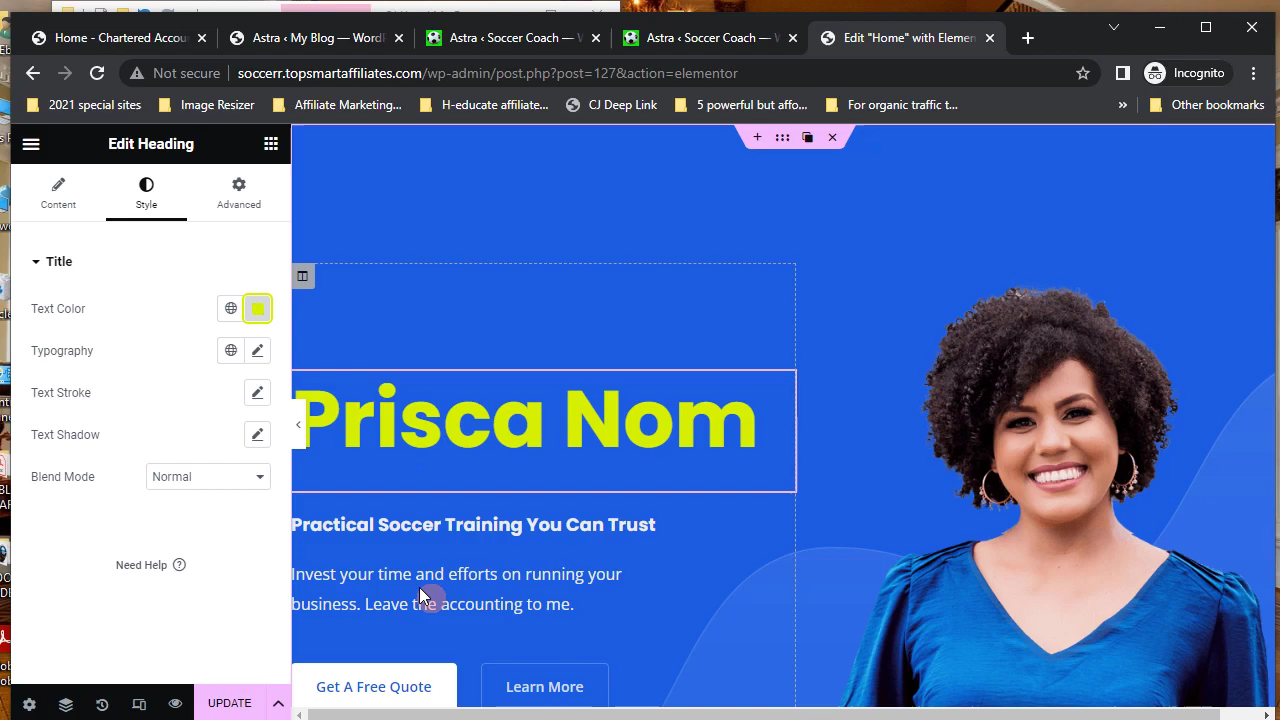 Home - Chartered Accou
Astra ‹ My Blog — Word
Astra ‹ Soccer Coach — W
Astra ‹ Soccer Coach — W
Edit "Home" with Elemen
Not secure
soccerr.topsmartaffiliates.com/wp-admin/post.php?post=127&action=elementor
Incognito
2021 special sites
Image Resizer
Affiliate Marketing...
H-educate affiliate...
CJ Deep Link
5 powerful but affo...
For organic traffic t...
»
Other bookmarks
Edit Heading
Content
Style
Advanced
Title
Text Color
Typography
Text Stroke
Text Shadow
Blend Mode
Normal
Need Help
UPDATE
Prisca Nom
Practical Soccer Training You Can Trust
Invest your time and efforts on running your
business. Leave the accounting to me.
Get A Free Quote
Learn More